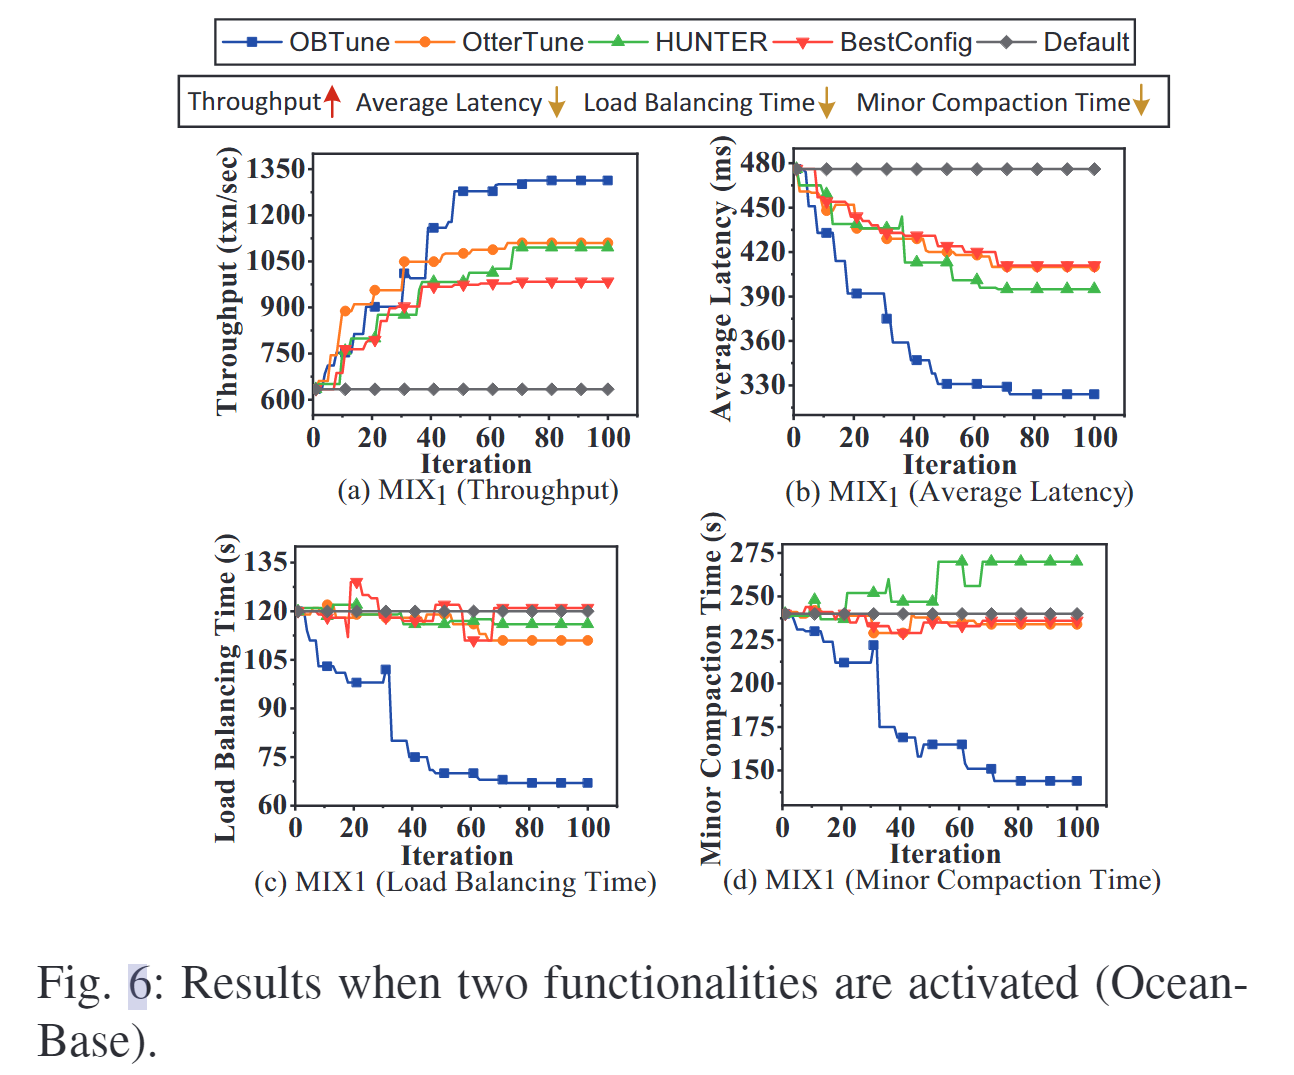 OBTune OtterTune HUNTER BestConfig Default
Throughput Average Latency Load Balancing Time Minor Compaction Time
Throughput (txn/sec)
1350
1200
1050
900
750
600
0 20 40 60 80 100
Iteration
(a) MIX1 (Throughput)
Average Latency (ms)
480
450
420
390
360
330
0 20 40 60 80 100
Iteration
(b) MIX1 (Average Latency)
Load Balancing Time (s)
135
120
105
90
75
60
0 20 40 60 80 100
Iteration
(c) MIX1 (Load Balancing Time)
Minor Compaction Time (s)
275
250
225
200
175
150
0 20 40 60 80 100
Iteration
(d) MIX1 (Minor Compaction Time)
Fig. 6: Results when two functionalities are activated (Ocean-
Base).